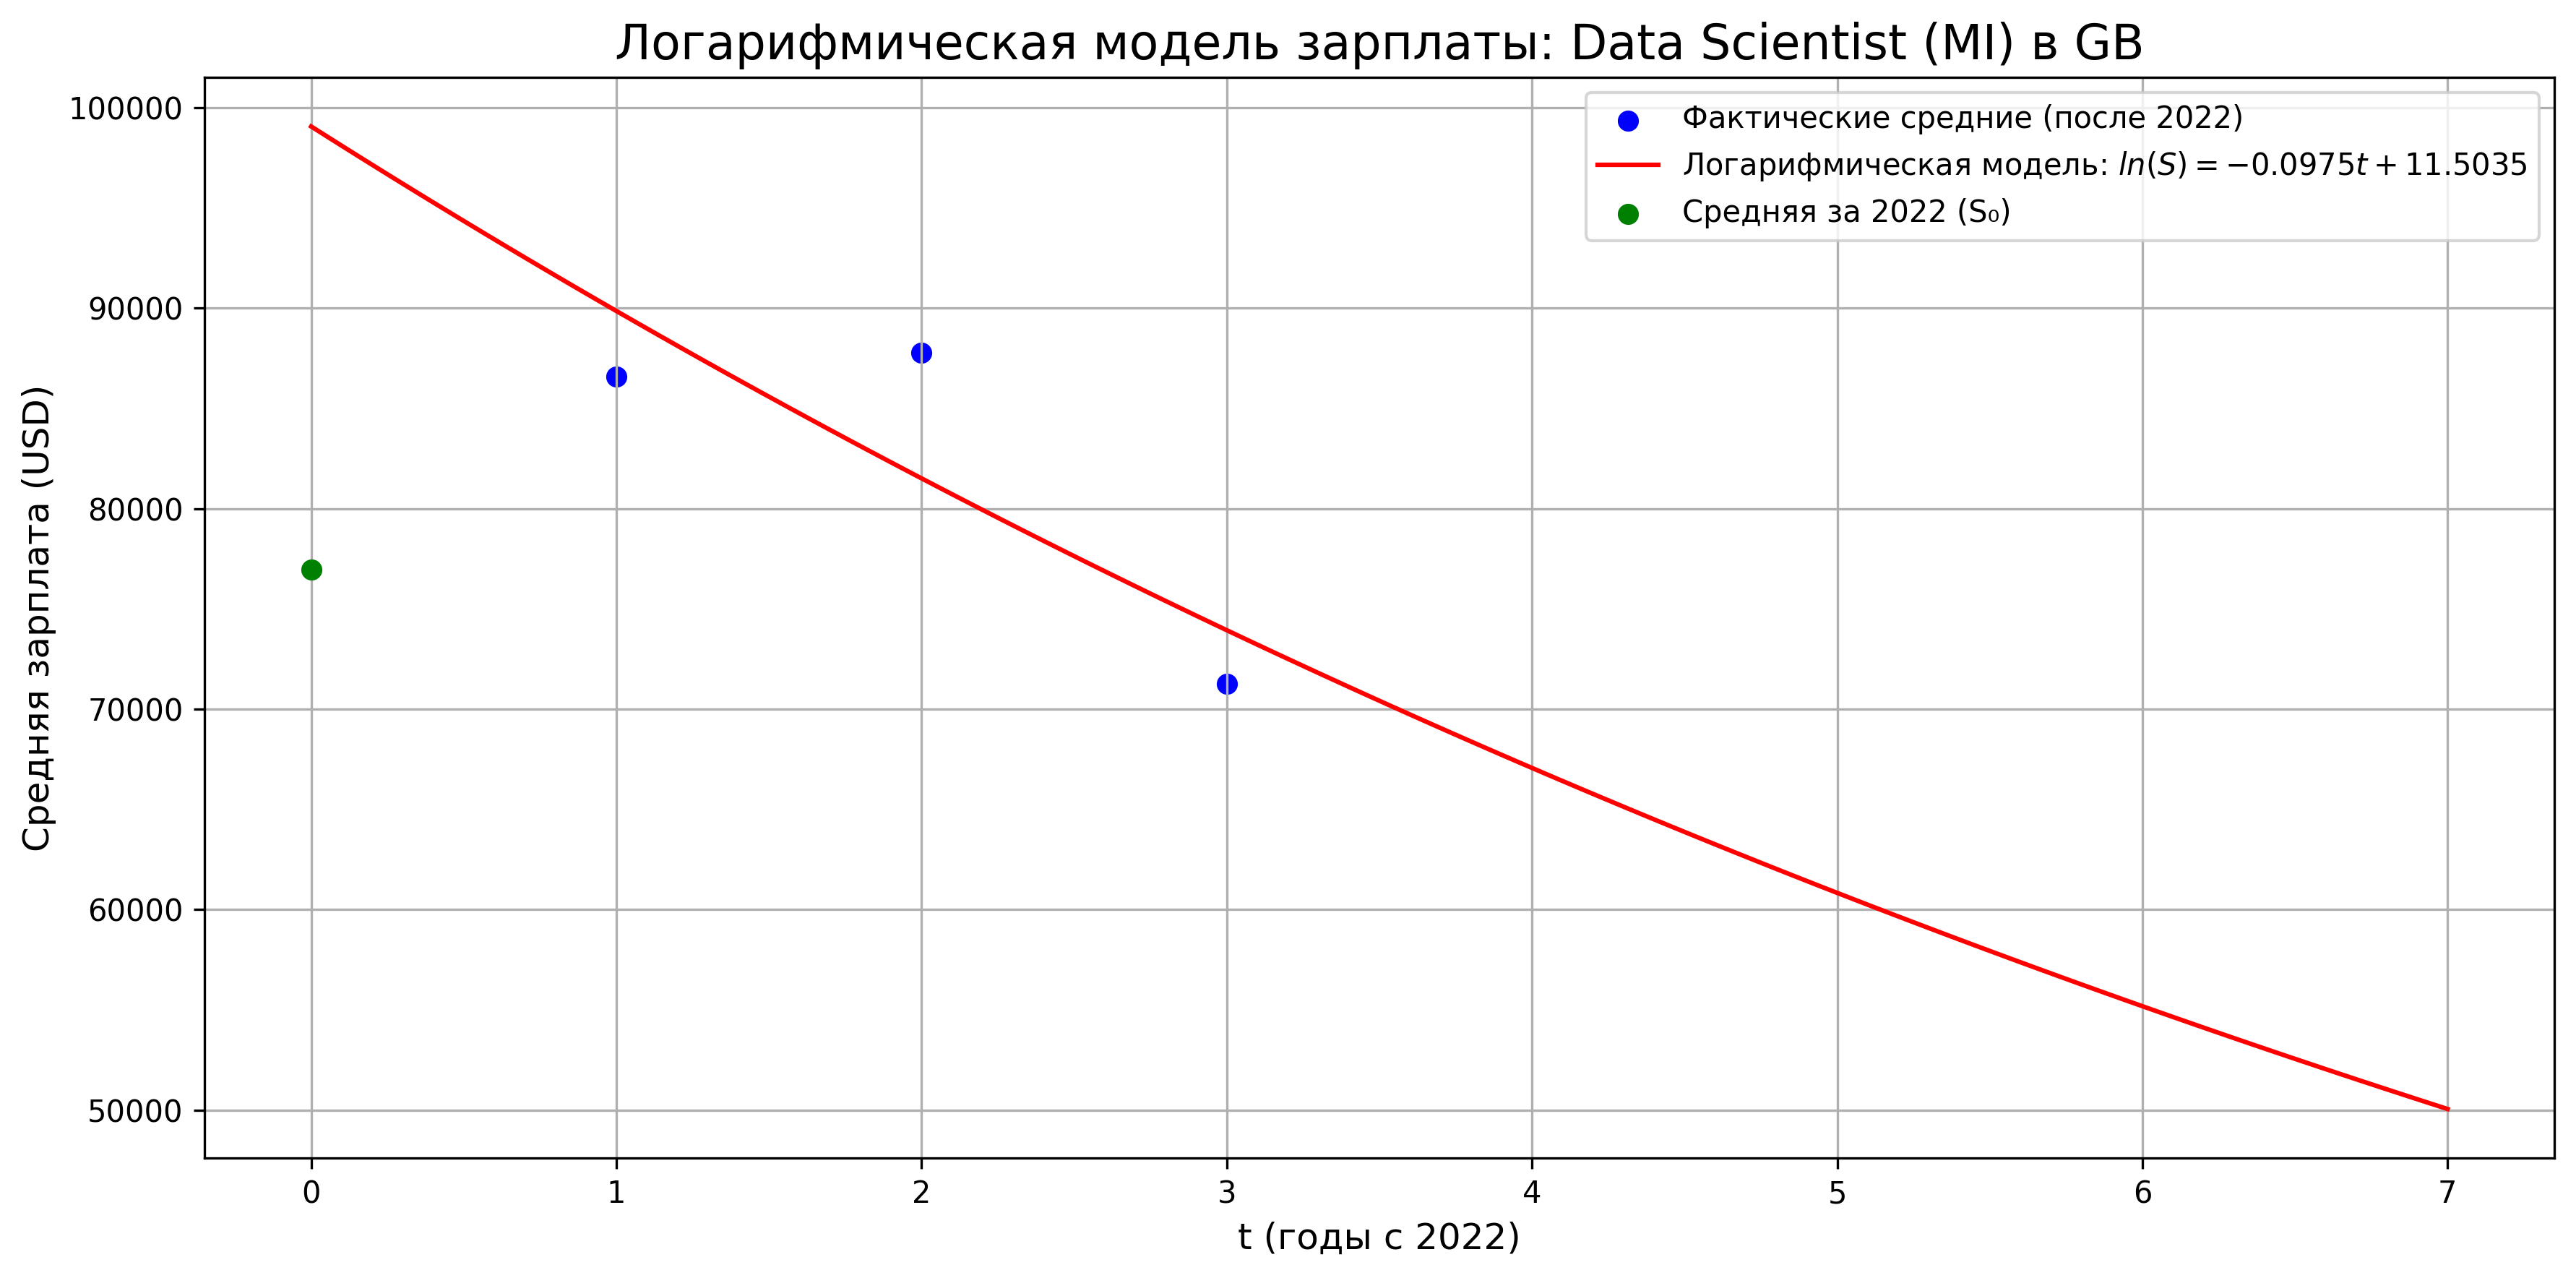 Логарифмическая модель зарплаты: Data Scientist (MI) в GB
Фактические средние (после 2022)
Логарифмическая модель: ln(S) = −0.0975t + 11.5035
Средняя за 2022 (S₀)
Средняя зарплата (USD)
100000
90000
80000
70000
60000
50000
0 1 2 3 4 5 6 7
t (годы с 2022)